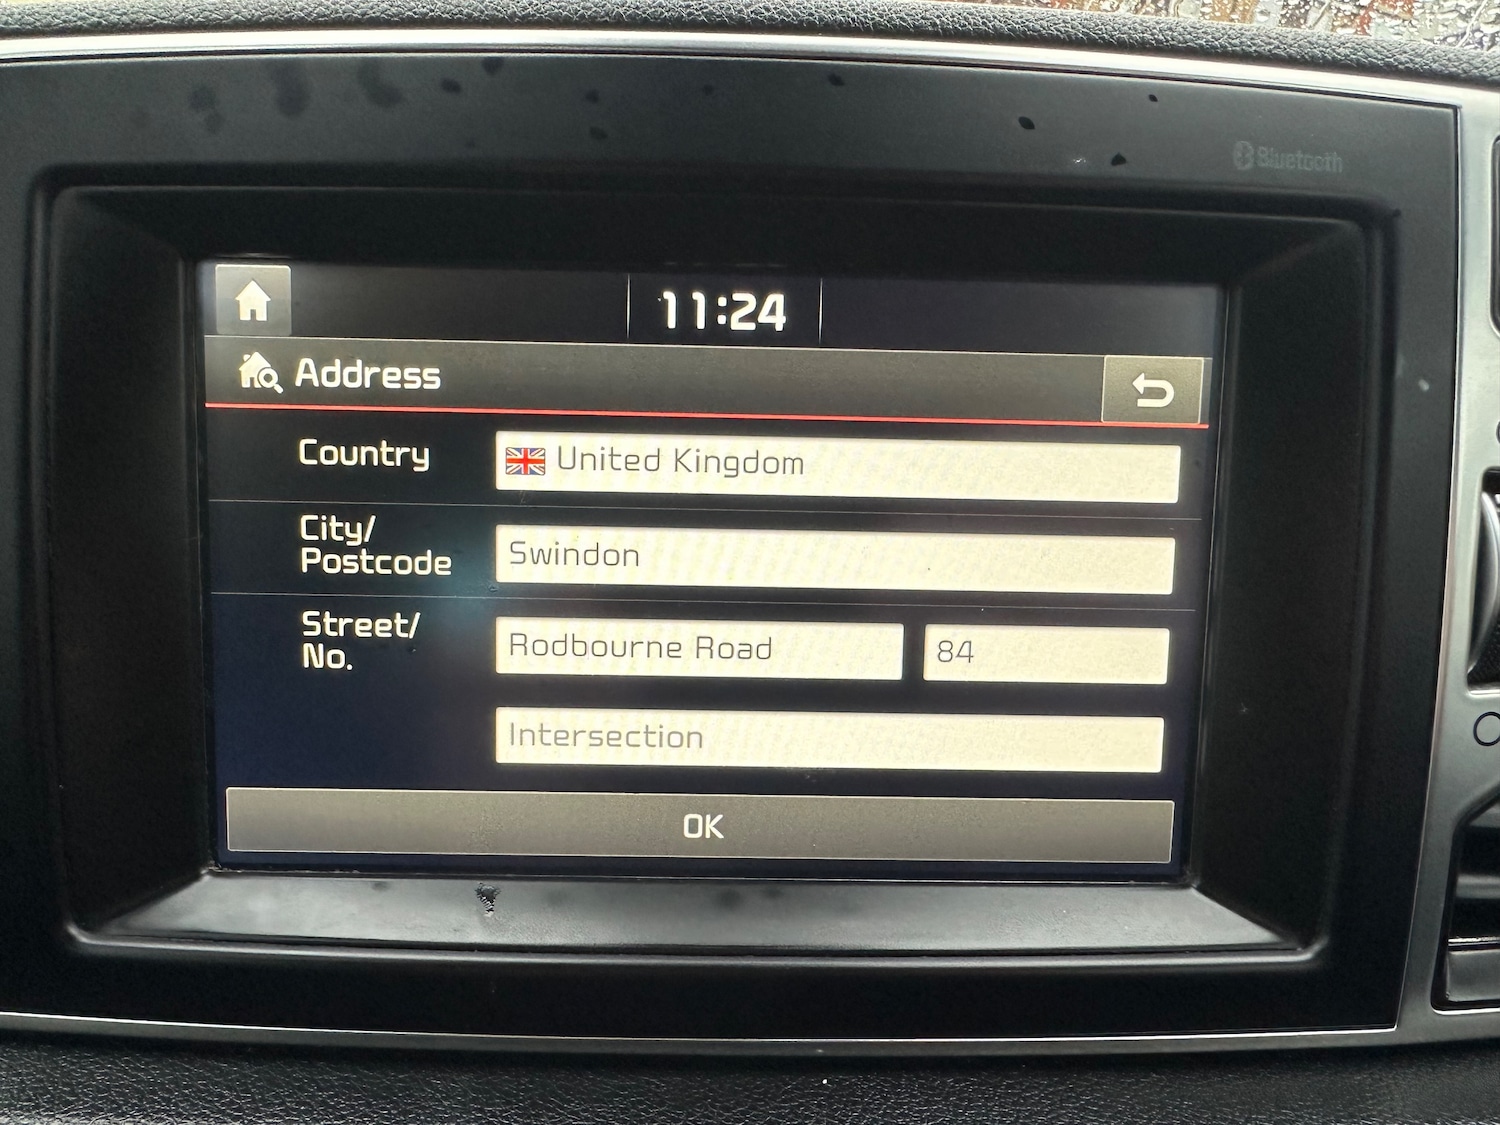 Bluetooth
11:24
Address
Country
United Kingdom
City/
Postcode
Swindon
Street/
No.
Rodbourne Road
84
Intersection
OK